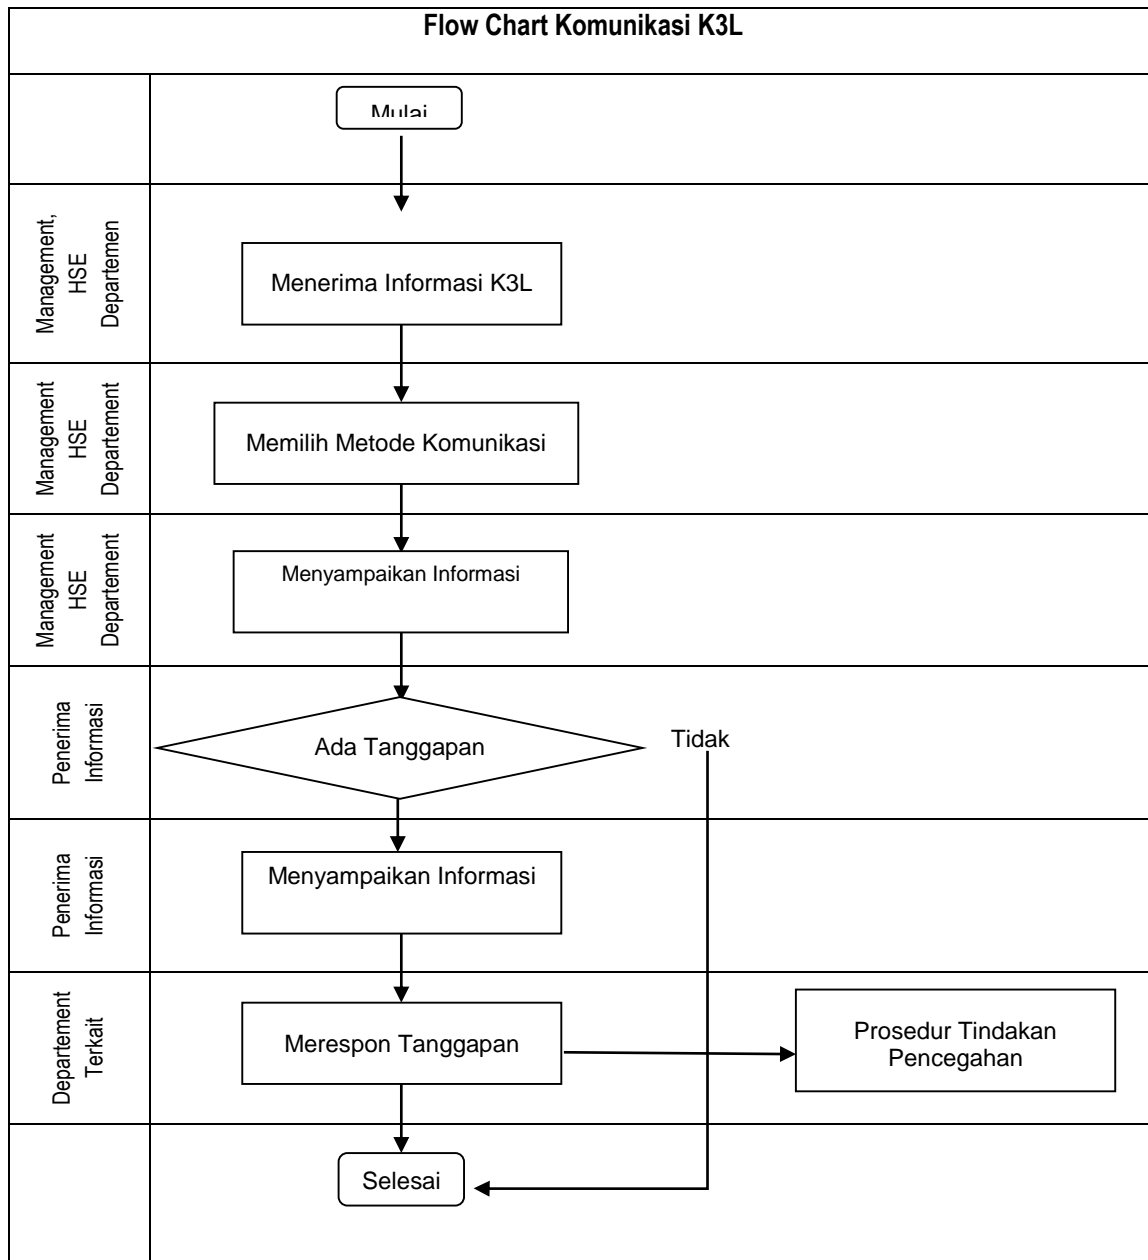 Flow Chart Komunikasi K3L
Mulai
Management,
HSE
Departemen
Menerima Informasi K3L
Management
HSE
Departement
Memilih Metode Komunikasi
Management
HSE
Departement
Menyampaikan Informasi
Penerima
Informasi
Ada Tanggapan
Tidak
Penerima
Informasi
Menyampaikan Informasi
Departement
Terkait
Merespon Tanggapan
Prosedur Tindakan
Pencegahan
Selesai